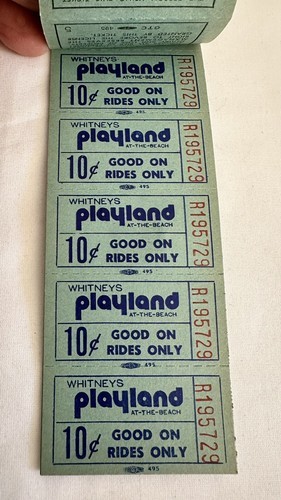 5 OTC 495
WHITNEYS
playland
AT-THE-BEACH
10¢ GOOD ON
RIDES ONLY
R195729
495
WHITNEYS
playland
AT-THE-BEACH
10¢ GOOD ON
RIDES ONLY
R195729
495
WHITNEYS
playland
AT-THE-BEACH
10¢ GOOD ON
RIDES ONLY
R195729
495
WHITNEYS
playland
AT-THE-BEACH
10¢ GOOD ON
RIDES ONLY
R195729
495
WHITNEYS
playland
AT-THE-BEACH
10¢ GOOD ON
RIDES ONLY
R195729
495